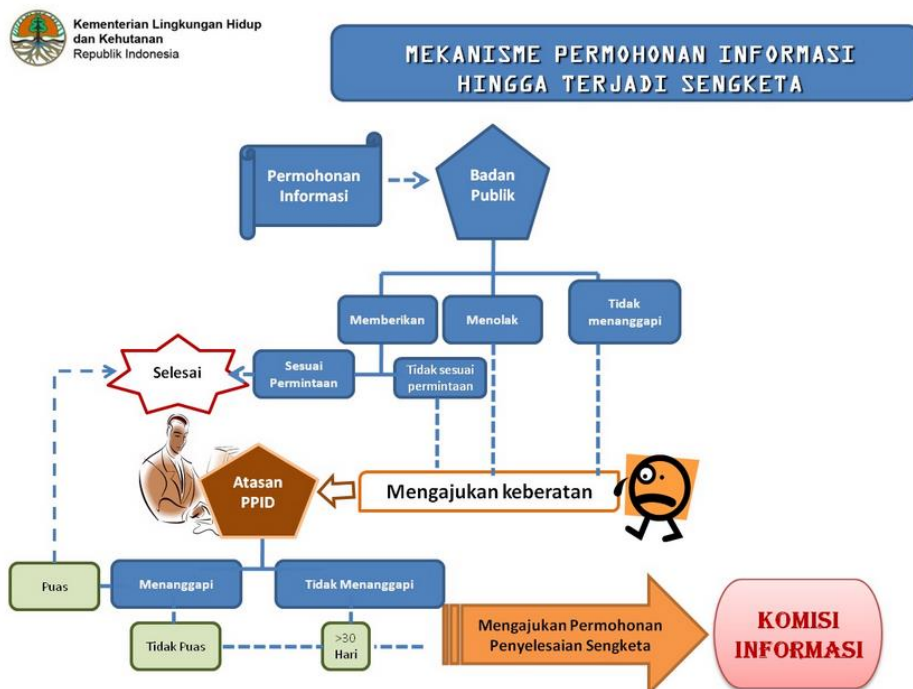 Kementerian Lingkungan Hidup
dan Kehutanan
Republik Indonesia
MEKANISME PERMOHONAN INFORMASI
HINGGA TERJADI SENGKETA
Permohonan
Informasi
Badan
Publik
Memberikan
Menolak
Tidak
menanggapi
Selesai
Sesuai
Permintaan
Tidak sesuai
permintaan
Atasan
PPID
Mengajukan keberatan
Puas
Menanggapi
Tidak Menanggapi
Tidak Puas
>30
Hari
Mengajukan Permohonan
Penyelesaian Sengketa
KOMISI
INFORMASI